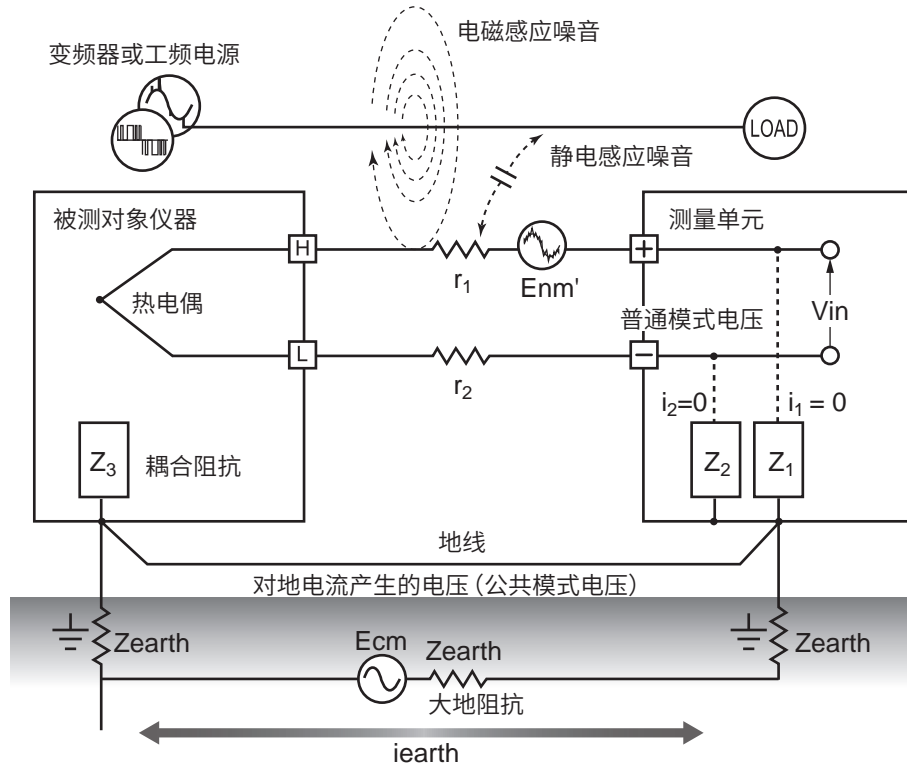 电磁感应噪音
变频器或工频电源
LOAD
静电感应噪音
被测对象仪器
测量单元
H
+
r1
Enm'
热电偶
普通模式电压
Vin
L
−
r2
i2=0
i1 = 0
Z3
耦合阻抗
Z2
Z1
地线
对地电流产生的电压（公共模式电压）
Zearth
Ecm
Zearth
Zearth
大地阻抗
iearth